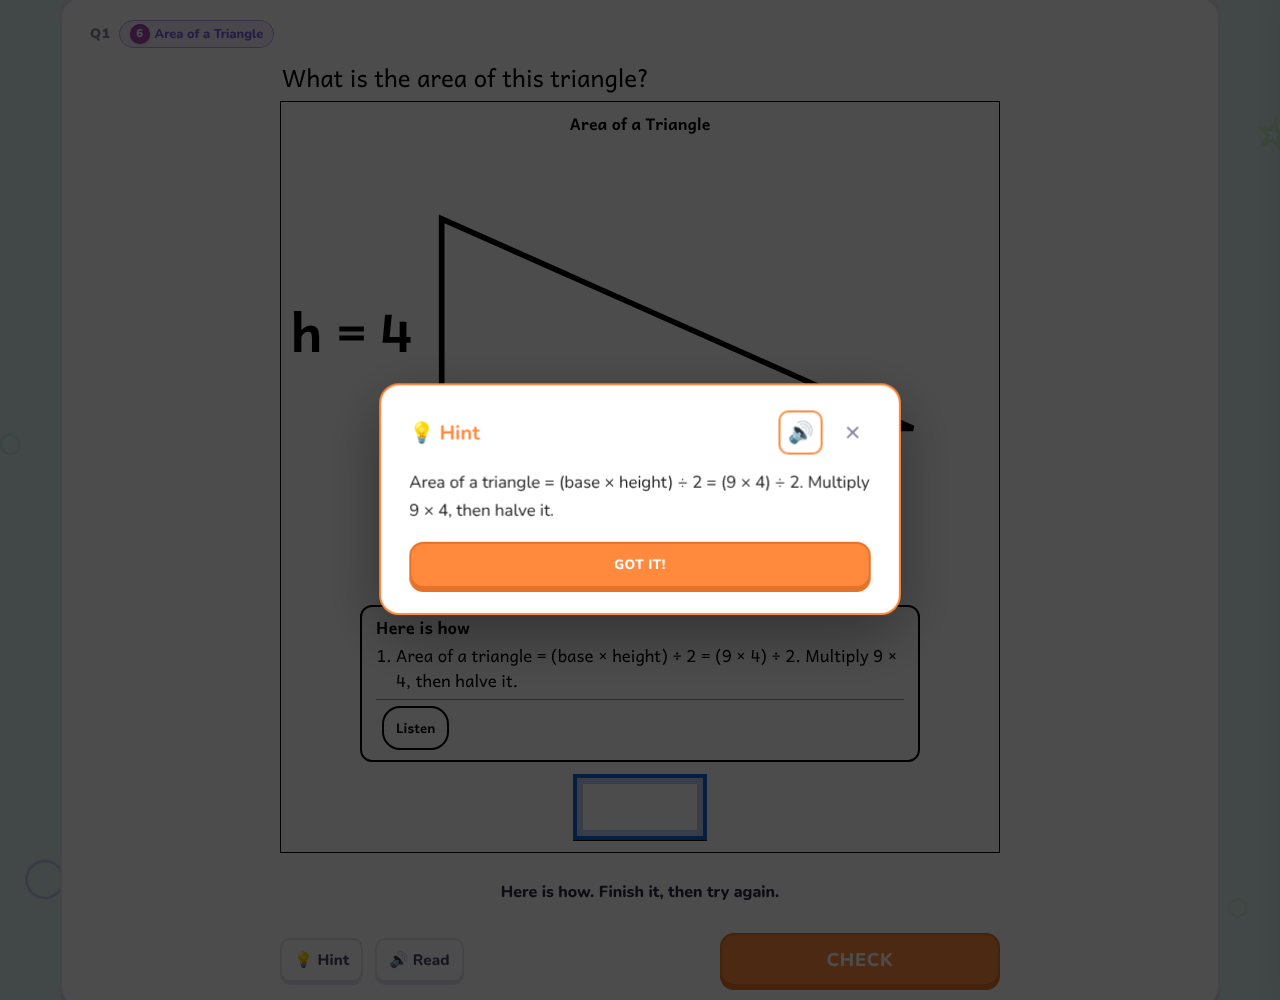 Q1 6 Area of a Triangle
What is the area of this triangle?
Area of a Triangle
h = 4
💡 Hint 🔊 ✕
Area of a triangle = (base × height) ÷ 2 = (9 × 4) ÷ 2. Multiply
9 × 4, then halve it.
GOT IT!
Here is how
1. Area of a triangle = (base × height) ÷ 2 = (9 × 4) ÷ 2. Multiply 9 ×
4, then halve it.
Listen
Here is how. Finish it, then try again.
💡 Hint 🔊 Read CHECK